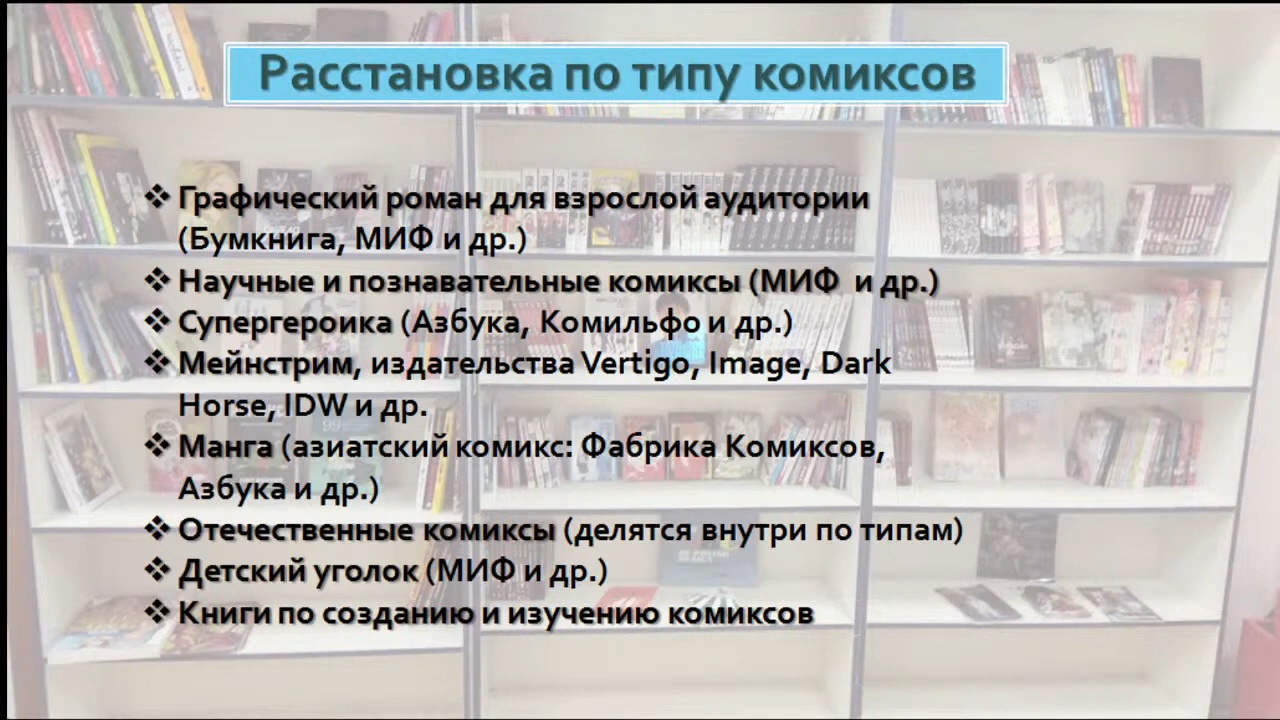 Расстановка по типу комиксов
❖ Графический роман для взрослой аудитории
(Бумкнига, МИФ и др.)
❖ Научные и познавательные комиксы (МИФ и др.)
❖ Супергероика (Азбука, Комильфо и др.)
❖ Мейнстрим, издательства Vertigo, Image, Dark
Horse, IDW и др.
❖ Манга (азиатский комикс: Фабрика Комиксов,
Азбука и др.)
❖ Отечественные комиксы (делятся внутри по типам)
❖ Детский уголок (МИФ и др.)
❖ Книги по созданию и изучению комиксов